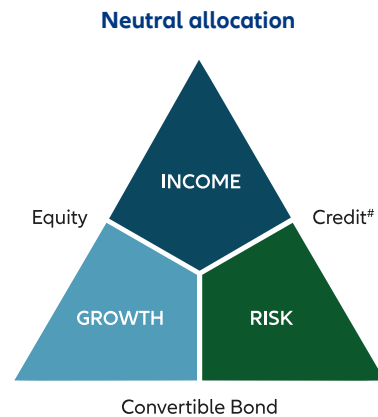 Neutral allocation
INCOME
Equity
Credit#
GROWTH
RISK
Convertible Bond